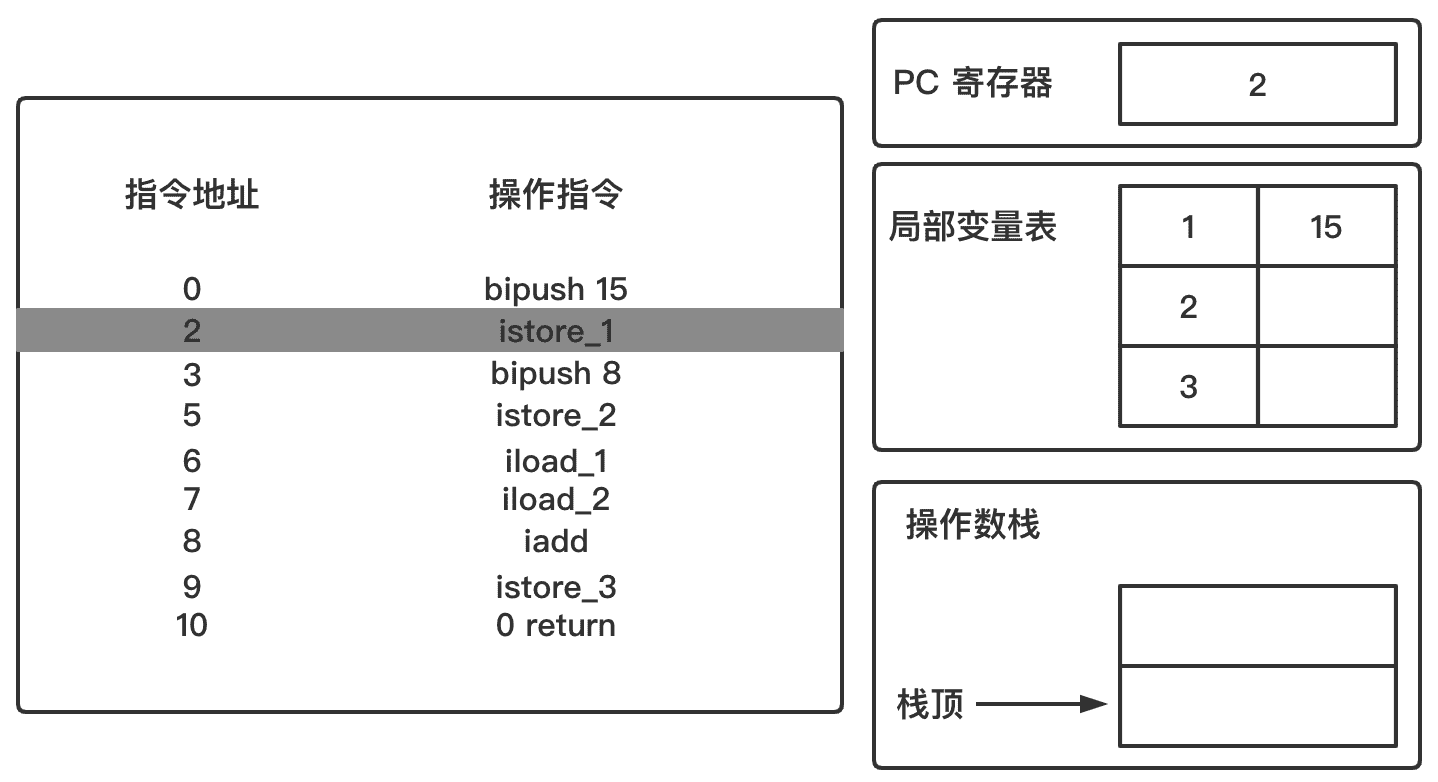 指令地址 操作指令
0 bipush 15
2 istore_1
3 bipush 8
5 istore_2
6 iload_1
7 iload_2
8 iadd
9 istore_3
10 0 return
PC 寄存器 2
局部变量表 1 15
2
3
操作数栈
栈顶